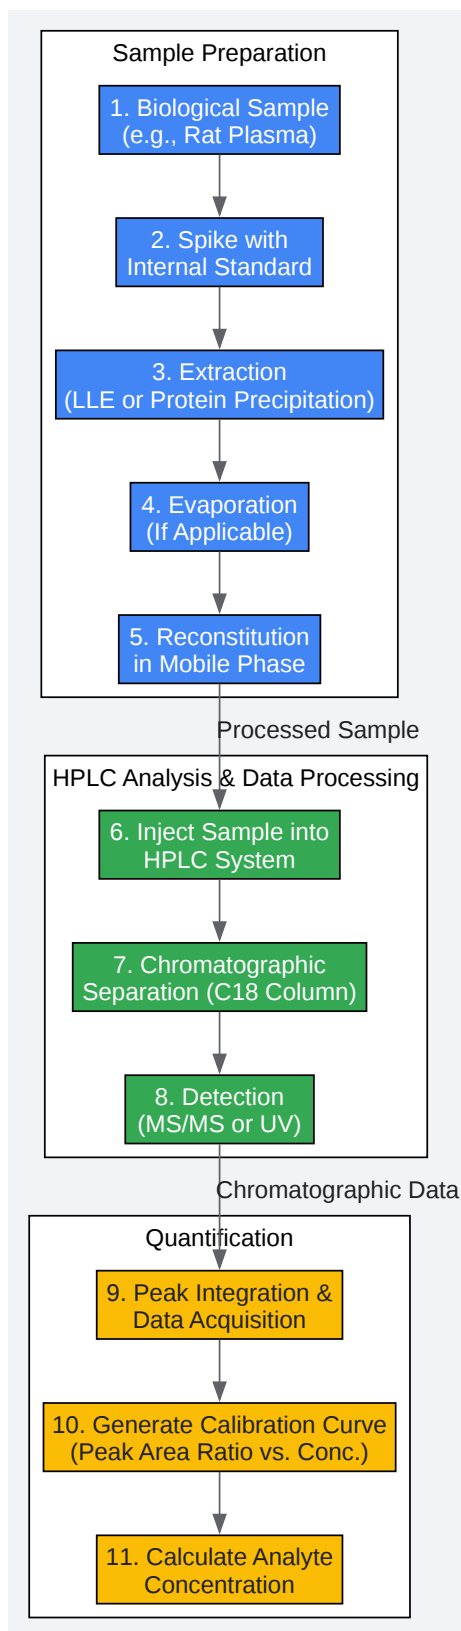 Sample Preparation
1. Biological Sample
(e.g., Rat Plasma)
2. Spike with
Internal Standard
3. Extraction
(LLE or Protein Precipitation)
4. Evaporation
(If Applicable)
5. Reconstitution
in Mobile Phase
Processed Sample
HPLC Analysis & Data Processing
6. Inject Sample into
HPLC System
7. Chromatographic
Separation (C18 Column)
8. Detection
(MS/MS or UV)
Chromatographic Data
Quantification
9. Peak Integration &
Data Acquisition
10. Generate Calibration Curve
(Peak Area Ratio vs. Conc.)
11. Calculate Analyte
Concentration